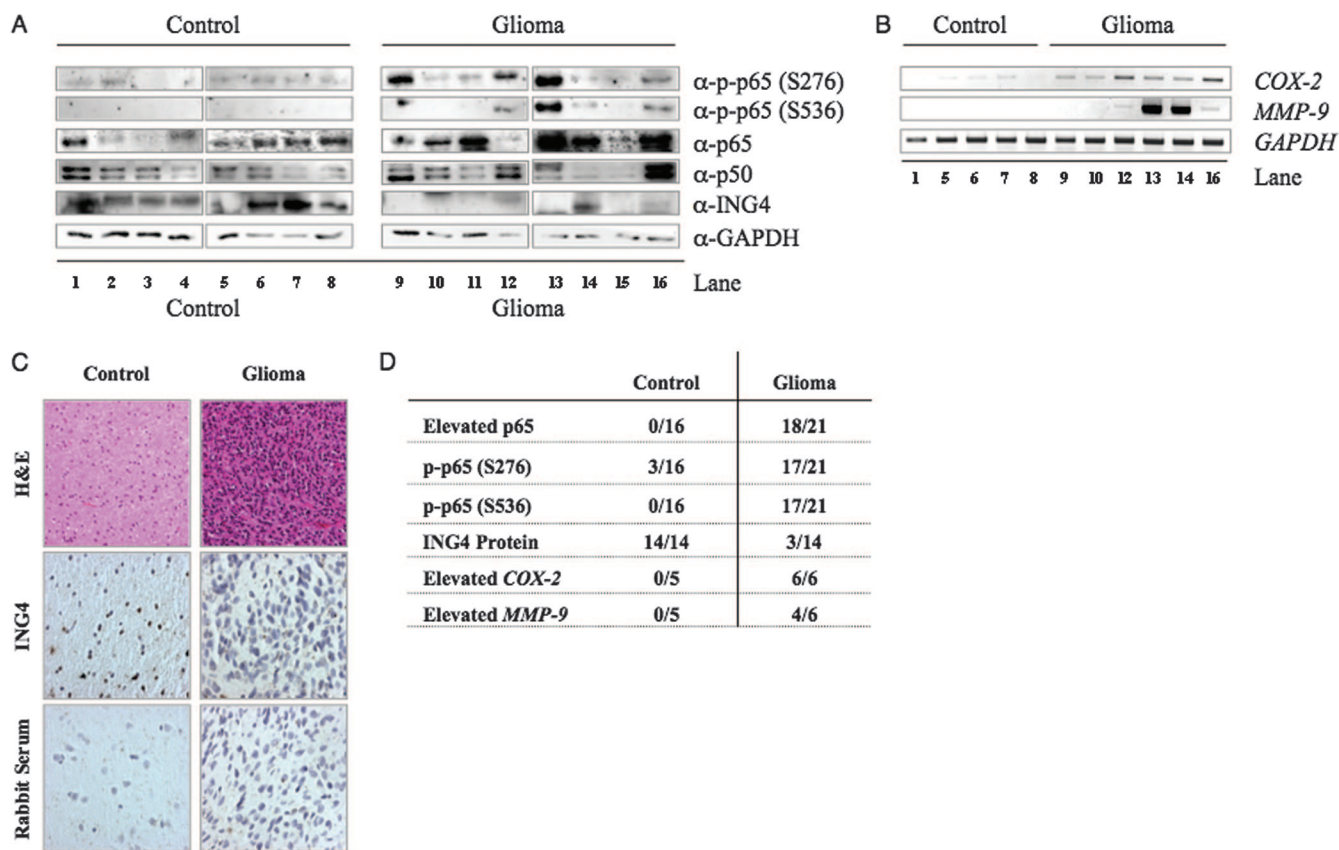 A
Control
Glioma
α-p-p65 (S276)
α-p-p65 (S536)
α-p65
α-p50
α-ING4
α-GAPDH
1 2 3 4 5 6 7 8 9 10 11 12 13 14 15 16 Lane
Control
Glioma
B
Control
Glioma
COX-2
MMP-9
GAPDH
1 5 6 7 8 9 10 12 13 14 16 Lane
C
Control
Glioma
H&E
ING4
Rabbit Serum
D
Control Glioma
Elevated p65 0/16 18/21
p-p65 (S276) 3/16 17/21
p-p65 (S536) 0/16 17/21
ING4 Protein 14/14 3/14
Elevated COX-2 0/5 6/6
Elevated MMP-9 0/5 4/6